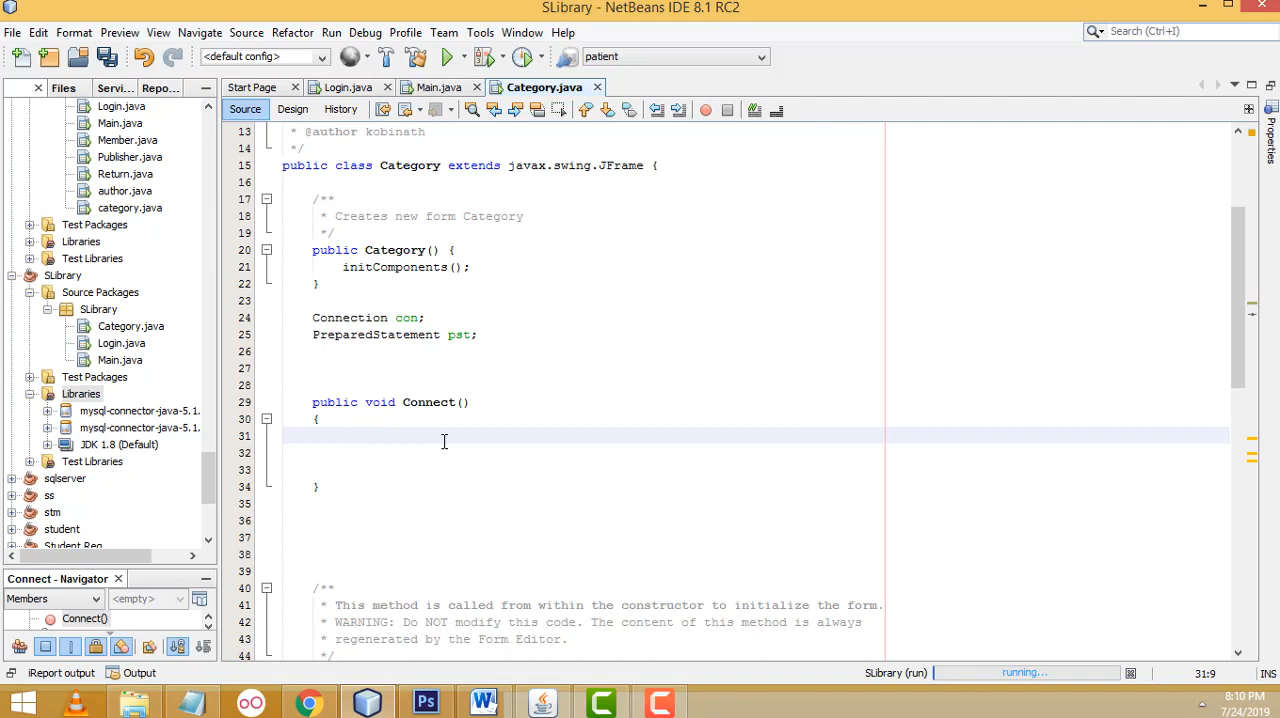 SLibrary - NetBeans IDE 8.1 RC2
File Edit Format Preview View Navigate Source Refactor Run Debug Profile Team Tools Window Help
Search (Ctrl+I)
<default config>
patient
Files Servi... Repo...
Start Page Login.java Main.java Category.java
Source Design History
Login.java
Main.java
Member.java
Publisher.java
Return.java
author.java
category.java
Test Packages
Libraries
Test Libraries
SLibrary
Source Packages
SLibrary
Category.java
Login.java
Main.java
Test Packages
Libraries
mysql-connector-java-5.1.
mysql-connector-java-5.1.
JDK 1.8 (Default)
Test Libraries
sqlserver
ss
stm
student
Student Reg
Connect - Navigator
Members <empty>
Connect()
13 * @author kobinath
14 */
15 public class Category extends javax.swing.JFrame {
16
17 /**
18 * Creates new form Category
19 */
20 public Category() {
21 initComponents();
22 }
23
24 Connection con;
25 PreparedStatement pst;
26
27
28
29 public void Connect()
30 {
31
32
33
34 }
35
36
37
38
39
40 /**
41 * This method is called from within the constructor to initialize the form.
42 * WARNING: Do NOT modify this code. The content of this method is always
43 * regenerated by the Form Editor.
44 */
Properties
iReport output Output
SLibrary (run) running... 31:9 INS
8:10 PM
7/24/2019